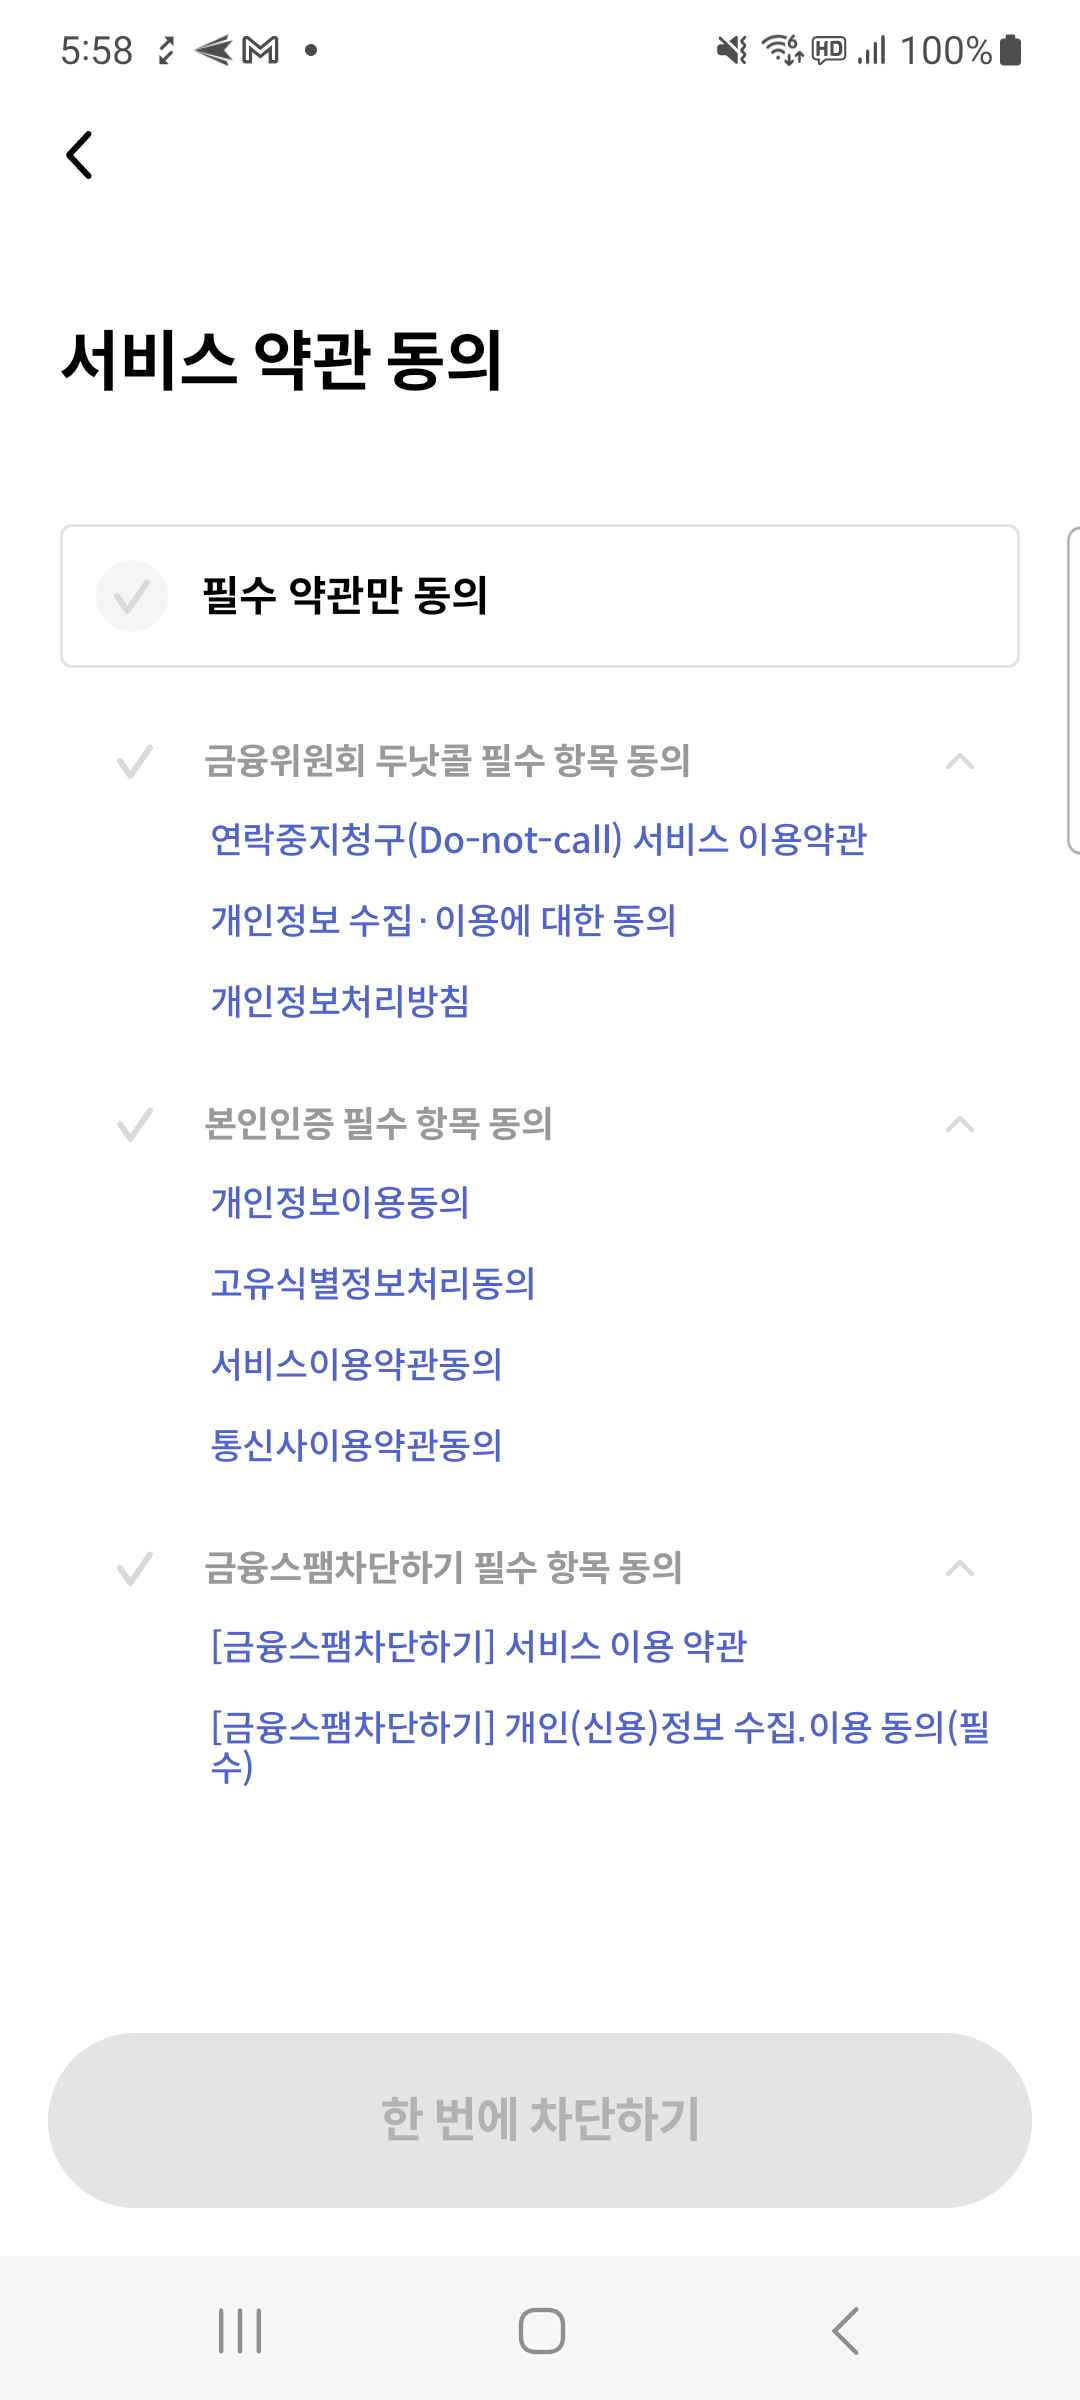 5:58
HD
100%
서비스 약관 동의
필수 약관만 동의
금융위원회 두낫콜 필수 항목 동의
연락중지청구(Do-not-call) 서비스 이용약관
개인정보 수집·이용에 대한 동의
개인정보처리방침
본인인증 필수 항목 동의
개인정보이용동의
고유식별정보처리동의
서비스이용약관동의
통신사이용약관동의
금융스팸차단하기 필수 항목 동의
[금융스팸차단하기] 서비스 이용 약관
[금융스팸차단하기] 개인(신용)정보 수집.이용 동의(필
수)
한 번에 차단하기